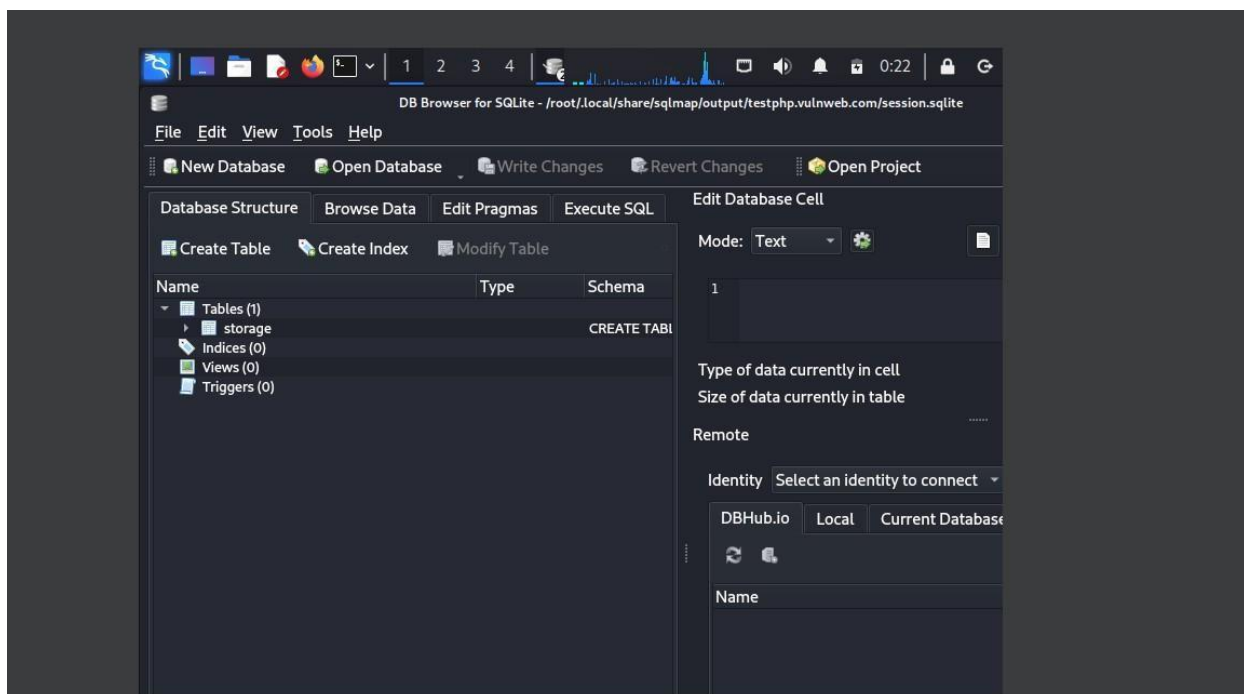 1 2 3 4 2 0:22
DB Browser for SQLite - /root/.local/share/sqlmap/output/testphp.vulnweb.com/session.sqlite
File Edit View Tools Help
New Database Open Database Write Changes Revert Changes Open Project
Database Structure Browse Data Edit Pragmas Execute SQL
Create Table Create Index Modify Table
Name Type Schema
Tables (1)
storage CREATE TABL
Indices (0)
Views (0)
Triggers (0)
Edit Database Cell
Mode: Text
1
Type of data currently in cell
Size of data currently in table
Remote
Identity Select an identity to connect
DBHub.io Local Current Database
Name